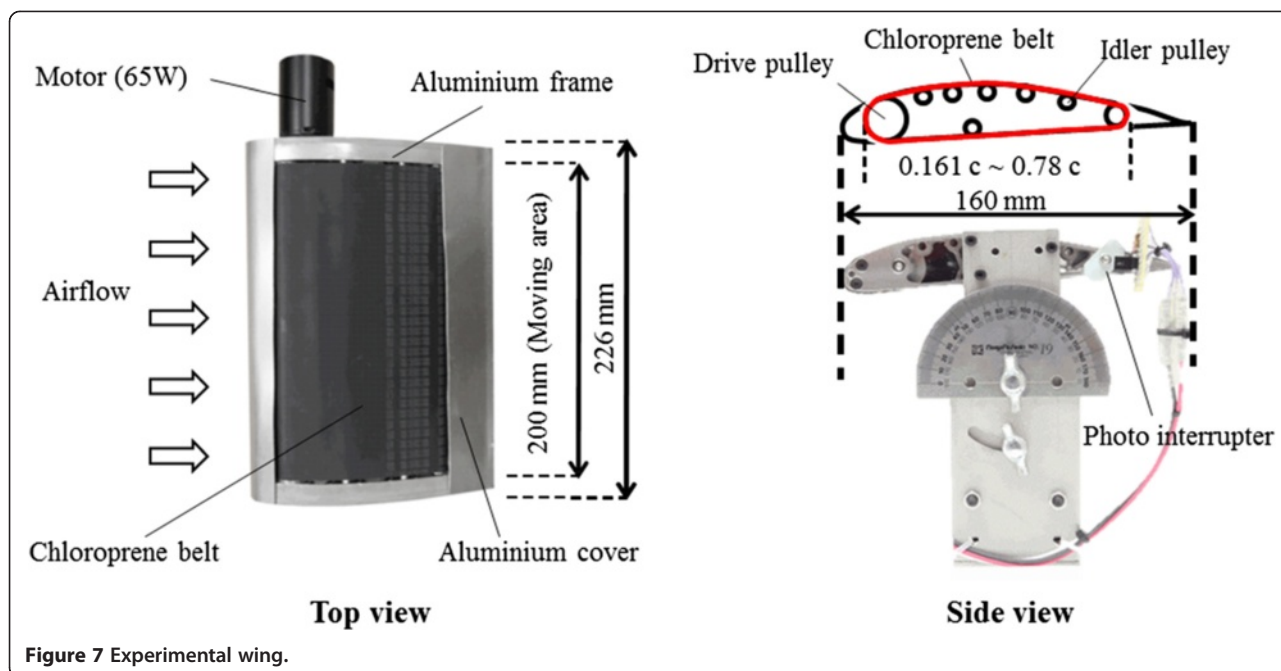 Motor (65W)
Aluminium frame
Airflow
200 mm (Moving area)
226 mm
Chloroprene belt
Aluminium cover
Top view
Chloroprene belt
Drive pulley
Idler pulley
0.161 c ~ 0.78 c
160 mm
19
Photo interrupter
Side view
Figure 7 Experimental wing.